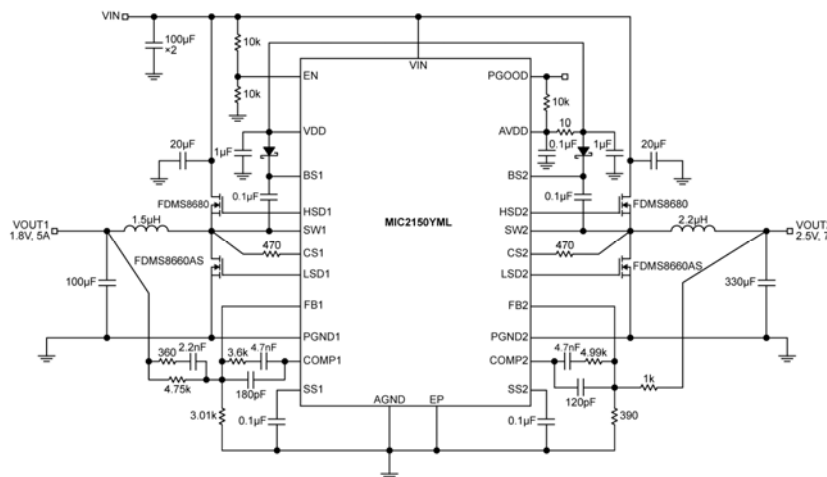 VIN
100µF
×2
10k
10k
VIN
EN
PGOOD
10k
VDD
AVDD
10
20µF
1µF
0.1µF
1µF
20µF
BS1
BS2
0.1µF
0.1µF
FDMS8680
FDMS8680
HSD1
MIC2150YML
HSD2
VOUT1
1.8V, 5A
1.5µH
SW1
SW2
2.2µH
2.5V, 7
470
CS1
CS2
470
FDMS8660AS
LSD1
LSD2
FDMS8660AS
100µF
330µF
FB1
FB2
PGND1
PGND2
360
2.2nF
3.6k
4.7nF
COMP1
COMP2
4.7nF
4.99k
4.75k
180pF
120pF
1k
SS1
SS2
3.01k
0.1µF
AGND
EP
0.1µF
390